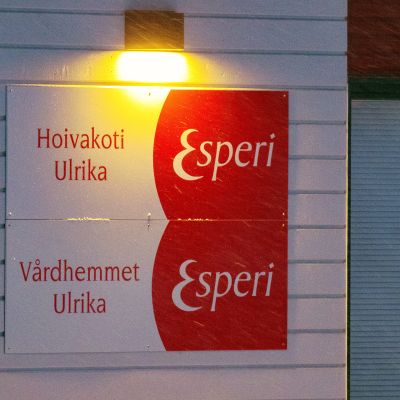 Hoivakoti
Ulrika
Esperi
Vårdhemmet
Ulrika
Esperi